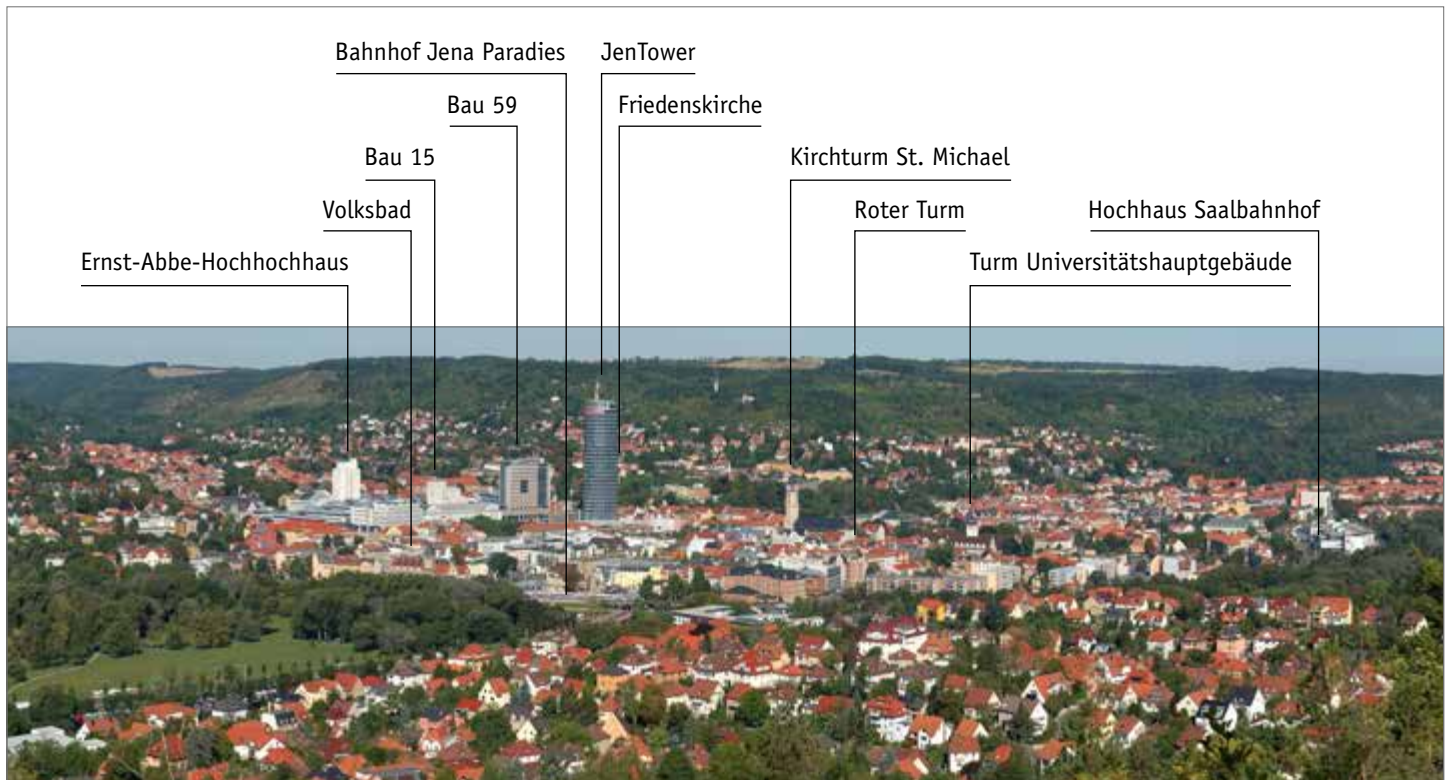 Bahnhof Jena Paradies
JenTower
Bau 59
Friedenskirche
Bau 15
Kirchturm St. Michael
Volksbad
Roter Turm
Hochhaus Saalbahnhof
Ernst-Abbe-Hochhochhaus
Turm Universitätshauptgebäude